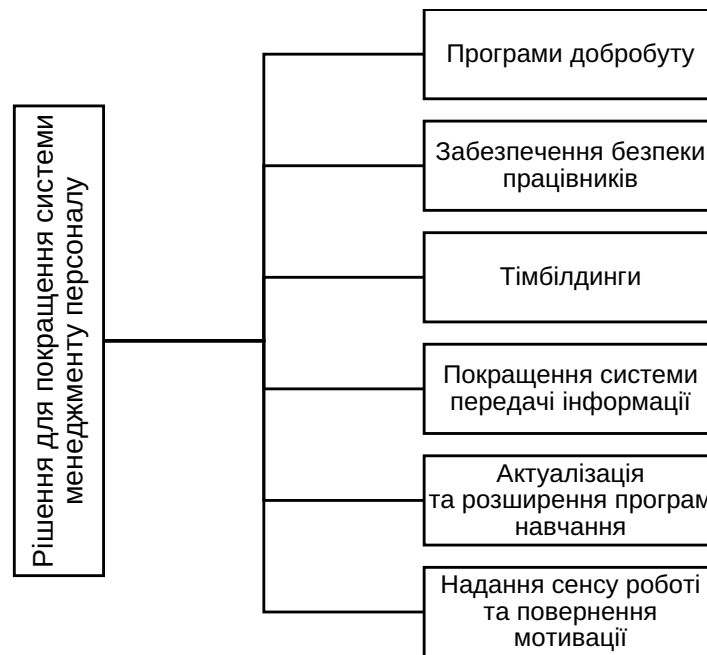 Рішення для покращення системи
менеджменту персоналу
Програми добробуту
Забезпечення безпеки
працівників
Тімбілдинги
Покращення системи
передачі інформації
Актуалізація
та розширення програм
навчання
Надання сенсу роботі
та повернення
мотивації